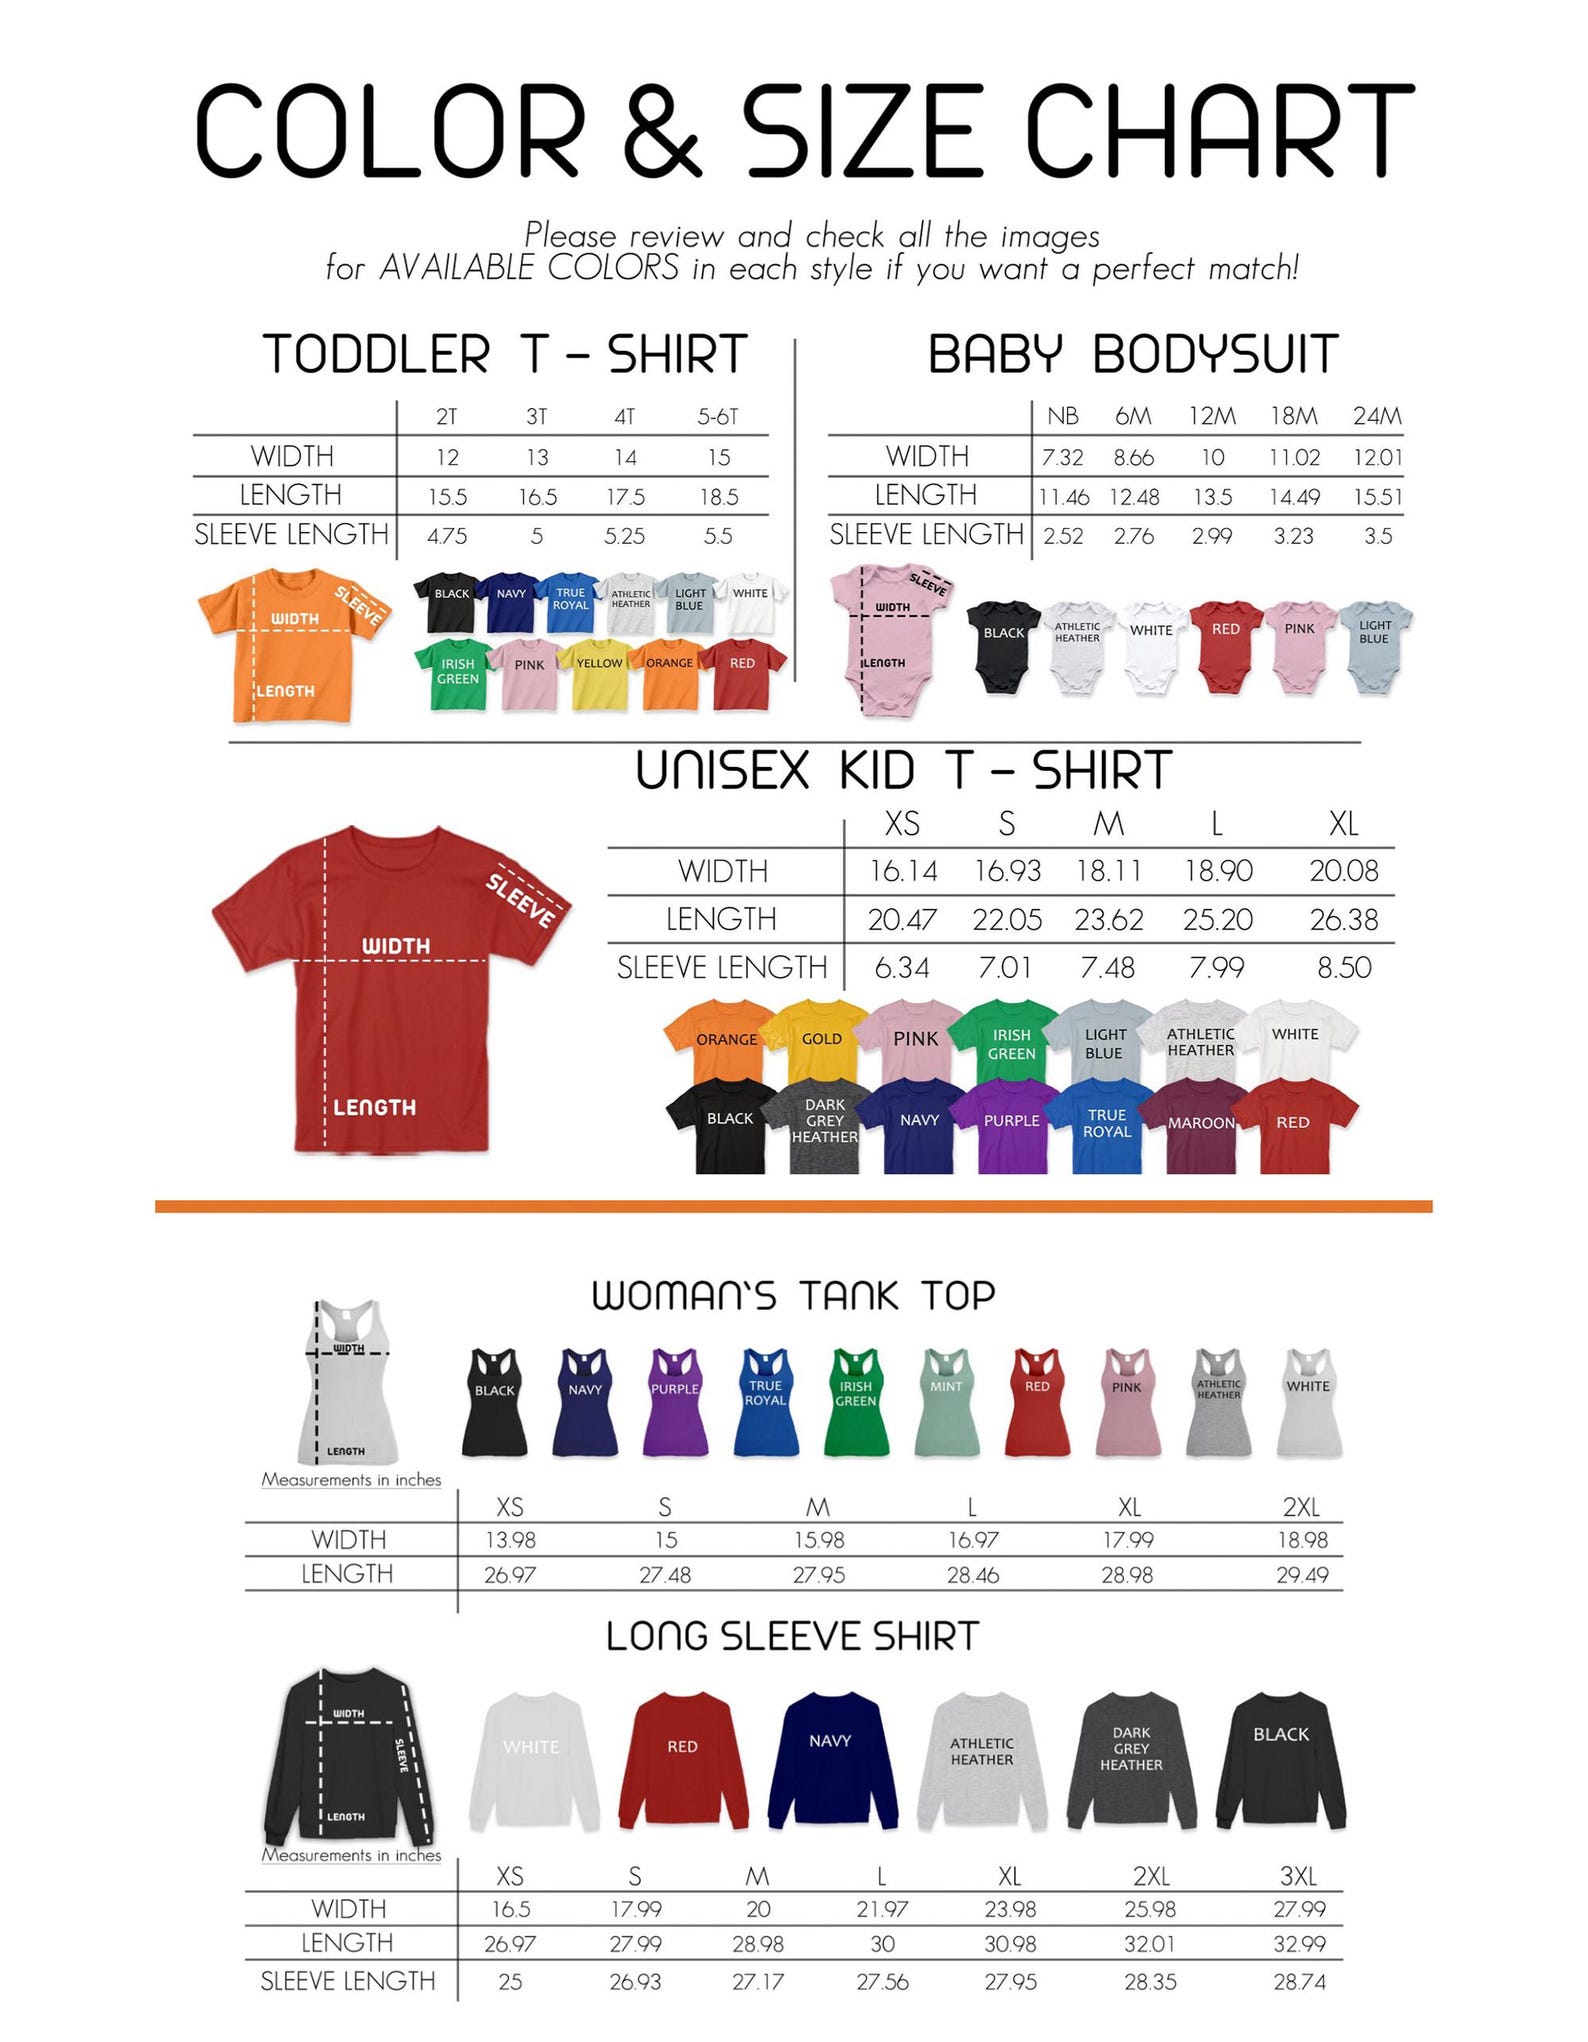 COLOR & SIZE CHART
Please review and check all the images
for AVAILABLE COLORS in each style if you want a perfect match!
TODDLER T - SHIRT
2T 3T 4T 5-6T
WIDTH 12 13 14 15
LENGTH 15.5 16.5 17.5 18.5
SLEEVE LENGTH 4.75 5 5.25 5.5
WIDTH
SLEEVE
LENGTH
BLACK
NAVY
TRUE
ROYAL
ATHLETIC
HEATHER
LIGHT
BLUE
WHITE
IRISH
GREEN
PINK
YELLOW
ORANGE
RED
BABY BODYSUIT
NB 6M 12M 18M 24M
WIDTH 7.32 8.66 10 11.02 12.01
LENGTH 11.46 12.48 13.5 14.49 15.51
SLEEVE LENGTH 2.52 2.76 2.99 3.23 3.5
SLEEVE
WIDTH
LENGTH
BLACK
ATHLETIC
HEATHER
WHITE
RED
PINK
LIGHT
BLUE
UNISEX KID T - SHIRT
XS S M L XL
WIDTH 16.14 16.93 18.11 18.90 20.08
LENGTH 20.47 22.05 23.62 25.20 26.38
SLEEVE LENGTH 6.34 7.01 7.48 7.99 8.50
SLEEVE
WIDTH
LENGTH
ORANGE
GOLD
PINK
IRISH
GREEN
LIGHT
BLUE
ATHLETIC
HEATHER
WHITE
BLACK
DARK
GREY
HEATHER
NAVY
PURPLE
TRUE
ROYAL
MAROON
RED
WOMAN'S TANK TOP
WIDTH
LENGTH
BLACK
NAVY
PURPLE
TRUE
ROYAL
IRISH
GREEN
MINT
RED
PINK
ATHLETIC
HEATHER
WHITE
Measurements in inches
XS S M L XL 2XL
WIDTH 13.98 15 15.98 16.97 17.99 18.98
LENGTH 26.97 27.48 27.95 28.46 28.98 29.49
LONG SLEEVE SHIRT
WIDTH
SLEEVE
LENGTH
WHITE
RED
NAVY
ATHLETIC
HEATHER
DARK
GREY
HEATHER
BLACK
Measurements in inches
XS S M L XL 2XL 3XL
WIDTH 16.5 17.99 20 21.97 23.98 25.98 27.99
LENGTH 26.97 27.99 28.98 30 30.98 32.01 32.99
SLEEVE LENGTH 25 26.93 27.17 27.56 27.95 28.35 28.74